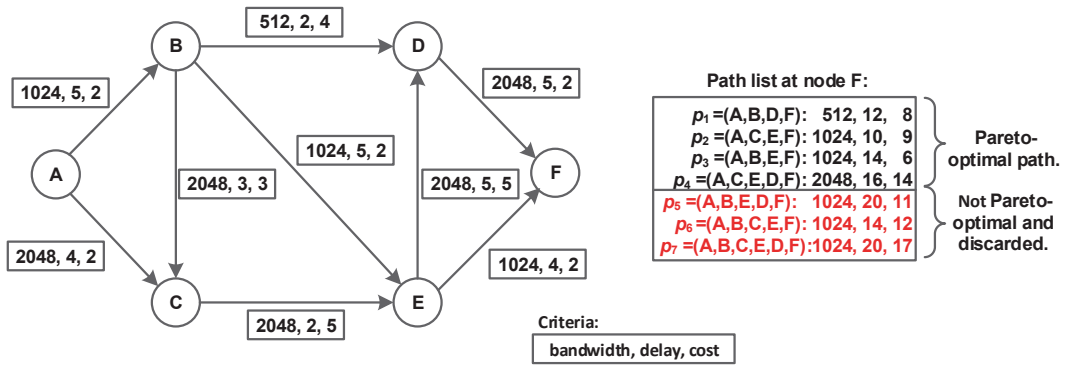 512, 2, 4
B
D
1024, 5, 2
2048, 5, 2
A
2048, 3, 3
1024, 5, 2
2048, 5, 5
F
2048, 4, 2
1024, 4, 2
C
E
2048, 2, 5
Path list at node F:
p1 =(A,B,D,F): 512, 12, 8
p2 =(A,C,E,F): 1024, 10, 9
p3 =(A,B,E,F): 1024, 14, 6
p4 =(A,C,E,D,F): 2048, 16, 14
p5 =(A,B,E,D,F): 1024, 20, 11
p6 =(A,B,C,E,F): 1024, 14, 12
p7 =(A,B,C,E,D,F):1024, 20, 17
Pareto-
optimal path.
Not Pareto-
optimal and
discarded.
Criteria:
bandwidth, delay, cost